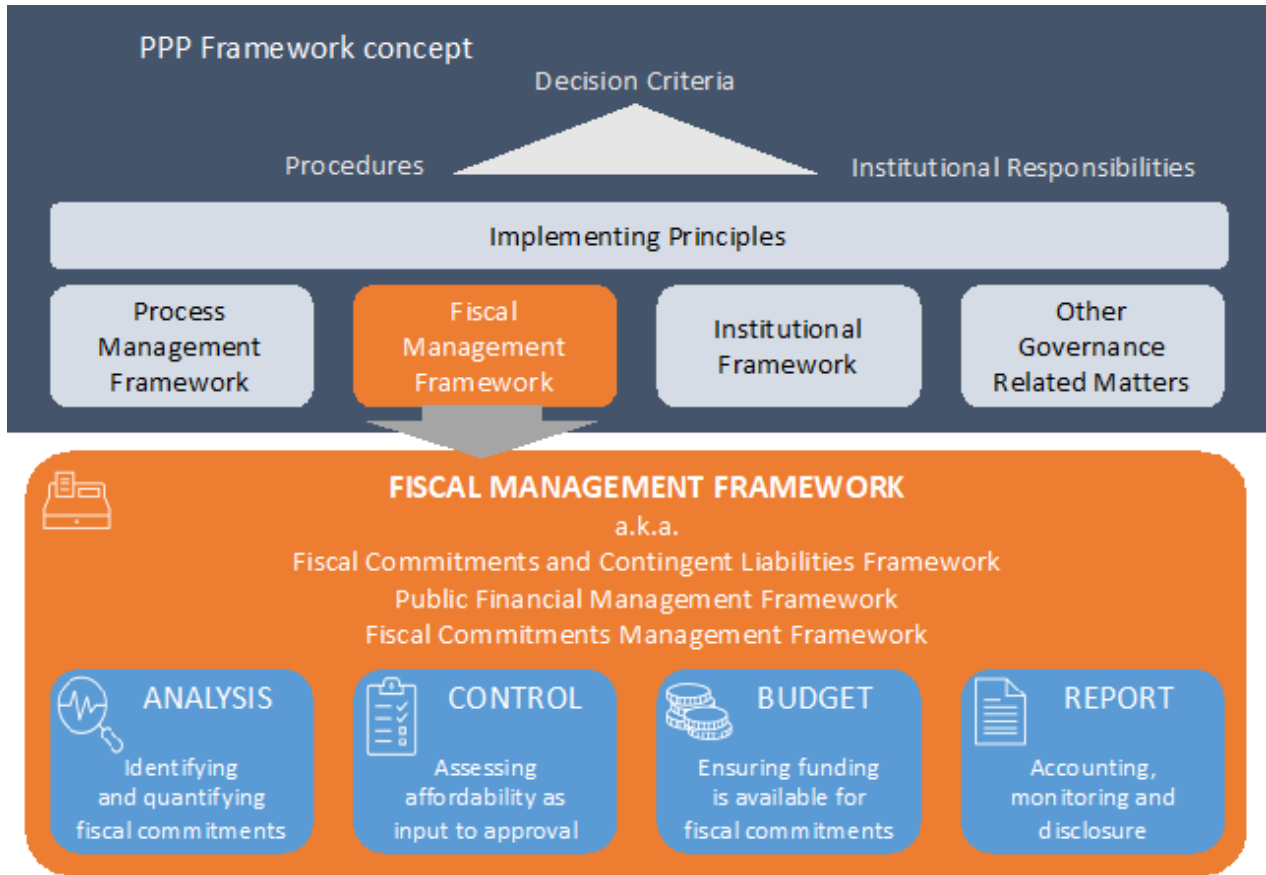 PPP Framework concept
Decision Criteria
Procedures
Institutional Responsibilities
Implementing Principles
Process
Management
Framework
Fiscal
Management
Framework
Institutional
Framework
Other
Governance
Related Matters
FISCAL MANAGEMENT FRAMEWORK
a.k.a.
Fiscal Commitments and Contingent Liabilities Framework
Public Financial Management Framework
Fiscal Commitments Management Framework
ANALYSIS
Identifying
and quantifying
fiscal commitments
CONTROL
Assessing
affordability as
input to approval
BUDGET
Ensuring funding
is available for
fiscal commitments
REPORT
Accounting,
monitoring and
disclosure